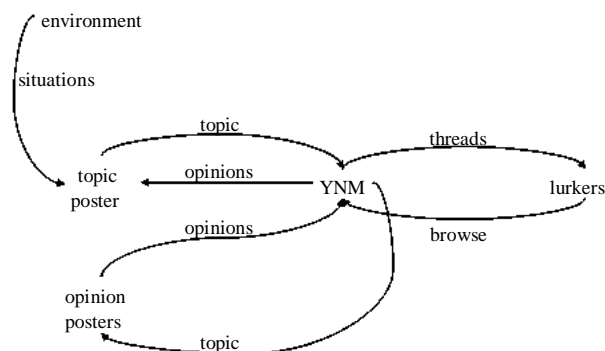 environment
situations
topic
threads
topic
poster
opinions
YNM
lurkers
opinions
browse
opinion
posters
topic